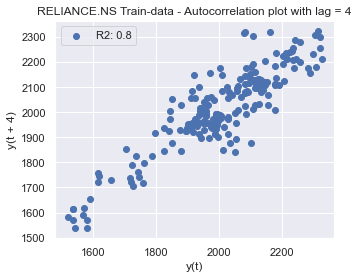 RELIANCE.NS Train-data - Autocorrelation plot with lag = 4
R2: 0.8
2300
2200
2100
2000
1900
1800
1700
1600
1500
y(t + 4)
1600 1800 2000 2200
y(t)